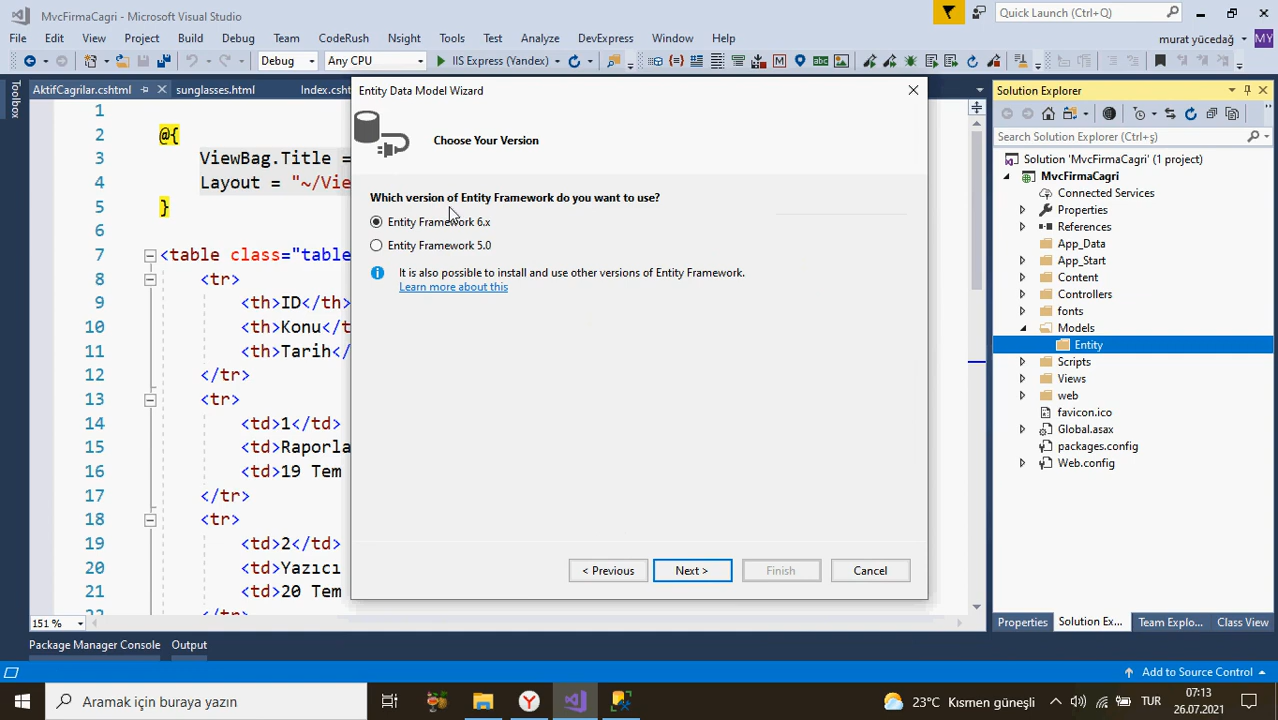 MvcFirmaCagri - Microsoft Visual Studio
Quick Launch (Ctrl+Q)
File Edit View Project Build Debug Team CodeRush Nsight Tools Test Analyze DevExpress Window Help
murat yücedağ MY
Debug Any CPU IIS Express (Yandex)
Toolbox
AktifCagrilar.cshtml sunglasses.html Index.csht
1
2 @{
3 ViewBag.Title =
4 Layout = "~/Vie
5 }
6
7 <table class="table
8 <tr>
9 <th>ID</th>
10 <th>Konu</t
11 <th>Tarih</
12 </tr>
13 <tr>
14 <td>1</td>
15 <td>Raporla
16 <td>19 Tem
17 </tr>
18 <tr>
19 <td>2</td>
20 <td>Yazıcı
21 <td>20 Tem
22 </tr>
151 %
Entity Data Model Wizard
Choose Your Version
Which version of Entity Framework do you want to use?
Entity Framework 6.x
Entity Framework 5.0
It is also possible to install and use other versions of Entity Framework.
Learn more about this
< Previous Next > Finish Cancel
Solution Explorer
Search Solution Explorer (Ctrl+ş)
Solution 'MvcFirmaCagri' (1 project)
MvcFirmaCagri
Connected Services
Properties
References
App_Data
App_Start
Content
Controllers
fonts
Models
Entity
Scripts
Views
web
favicon.ico
Global.asax
packages.config
Web.config
Properties Solution Ex... Team Explo... Class View
Package Manager Console Output
Add to Source Control
Aramak için buraya yazın
23°C Kısmen güneşli
TUR
07:13
26.07.2021